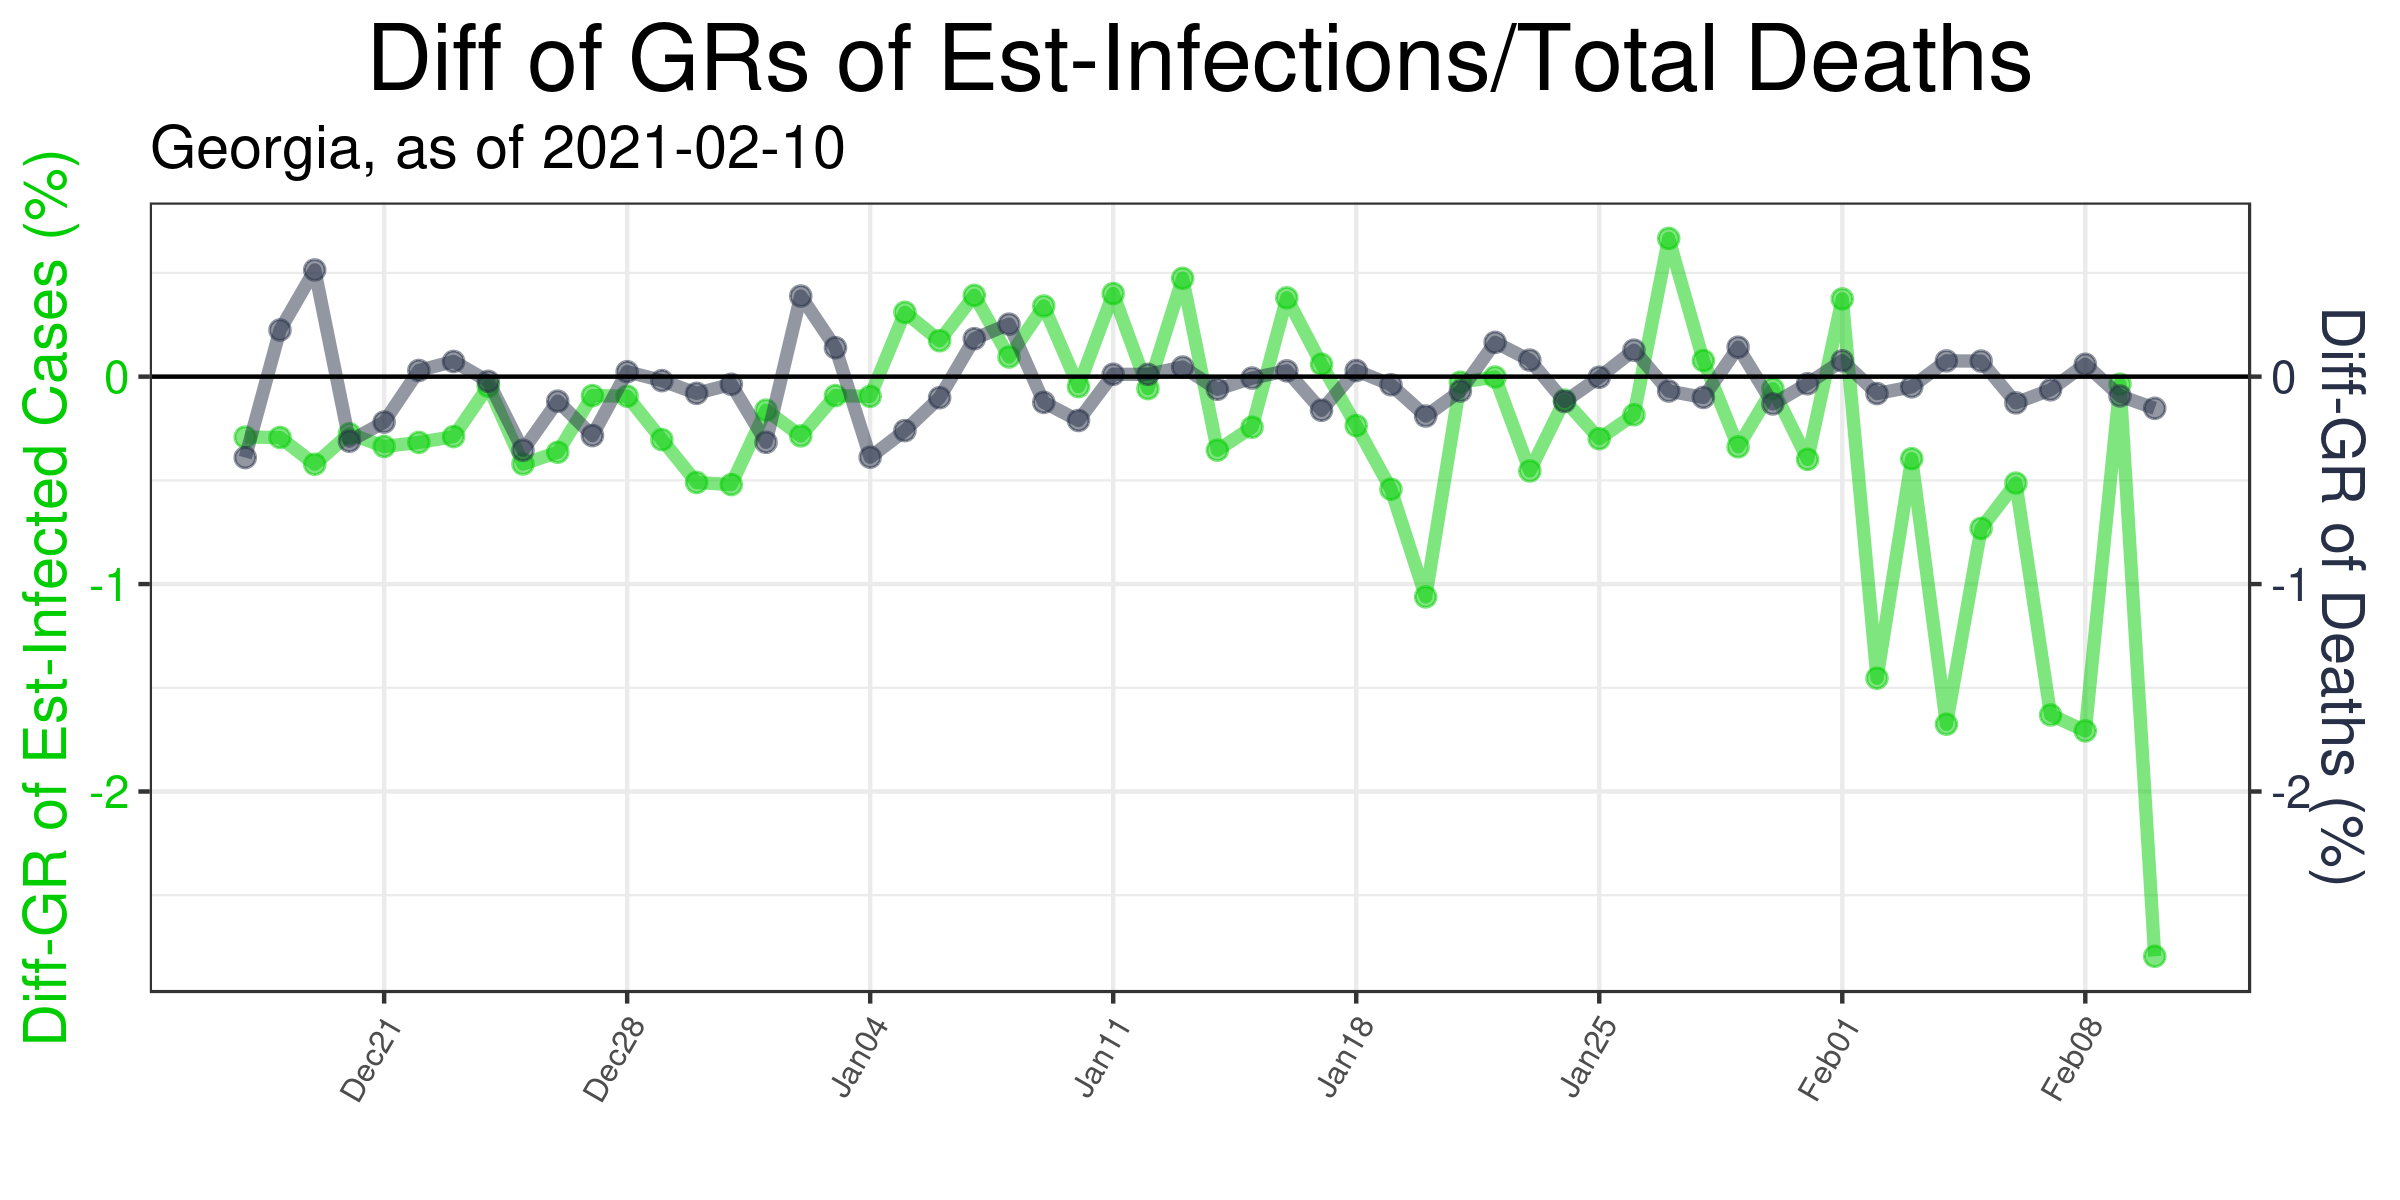 Diff of GRs of Est-Infections/Total Deaths
Georgia, as of 2021-02-10
Diff-GR of Est-Infected Cases (%)
0
-1
-2
0
-1
-2
Diff-GR of Deaths (%)
Dec21
Dec28
Jan04
Jan11
Jan18
Jan25
Feb01
Feb08